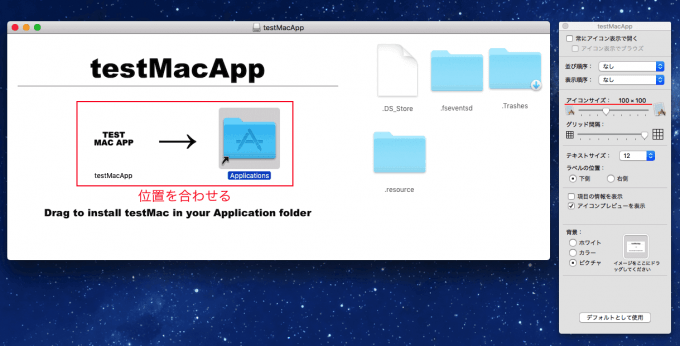 testMacApp
testMacApp
TEST
MAC APP
testMacApp
Applications
位置を合わせる
Drag to install testMac in your Application folder
.DS_Store
.fseventsd
.Trashes
.resource
testMacApp
常にアイコン表示で開く
アイコン表示でブラウズ
並び順序： なし
表示順序： なし
アイコンサイズ： 100 × 100
グリッド間隔：
テキストサイズ： 12
ラベルの位置：
下側 右側
項目の情報を表示
アイコンプレビューを表示
背景：
ホワイト
カラー
ピクチャ
イメージをここにドラ
ッグしてください
デフォルトとして使用